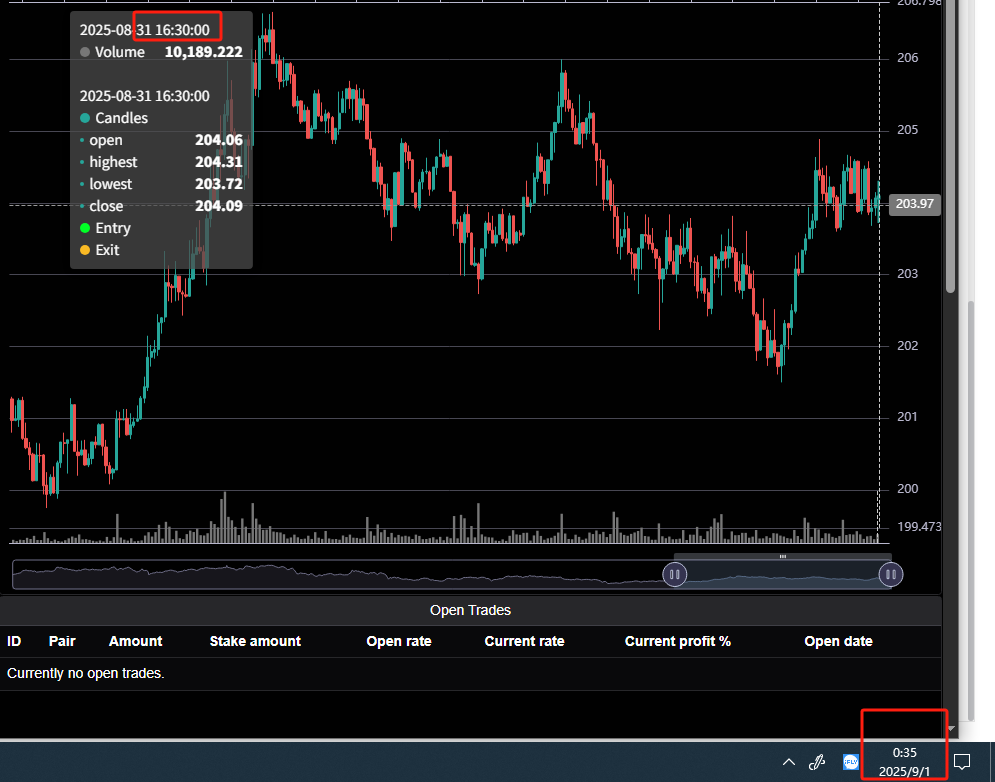 206.798
2025-08-31 16:30:00
Volume 10,189.222
2025-08-31 16:30:00
Candles
open 204.06
highest 204.31
lowest 203.72
close 204.09
Entry
Exit
206
205
203.97
203
202
201
200
199.473
Open Trades
ID Pair Amount Stake amount Open rate Current rate Current profit % Open date
Currently no open trades.
0:35
2025/9/1